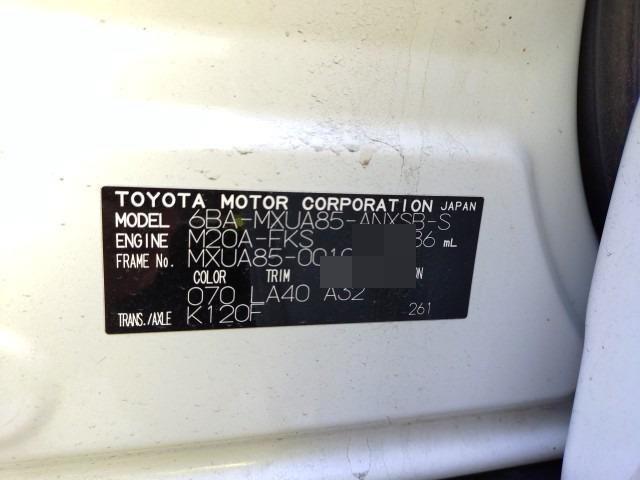 TOYOTA MOTOR CORPORATION JAPAN
MODEL 6BA-MXUA85-ANXSB-S
ENGINE M20A-FKS 86 mL
FRAME No. MXUA85-001
COLOR TRIM ON
070 LA40 A32
TRANS./AXLE K120F 261